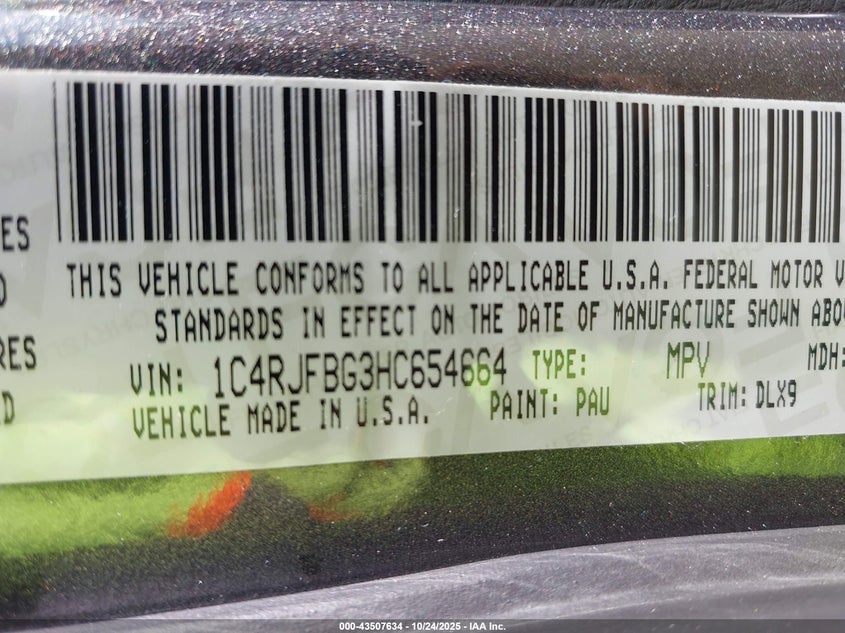 THIS VEHICLE CONFORMS TO ALL APPLICABLE U.S.A. FEDERAL MOTOR V
ES
STANDARDS IN EFFECT ON THE DATE OF MANUFACTURE SHOWN ABO
D
VIN: 1C4RJFBG3HC654664 TYPE: MPV MDH:
RES
VEHICLE MADE IN U.S.A. PAINT: PAU TRIM: DLX9
ED
000-43507634 - 10/24/2025 - IAA Inc.